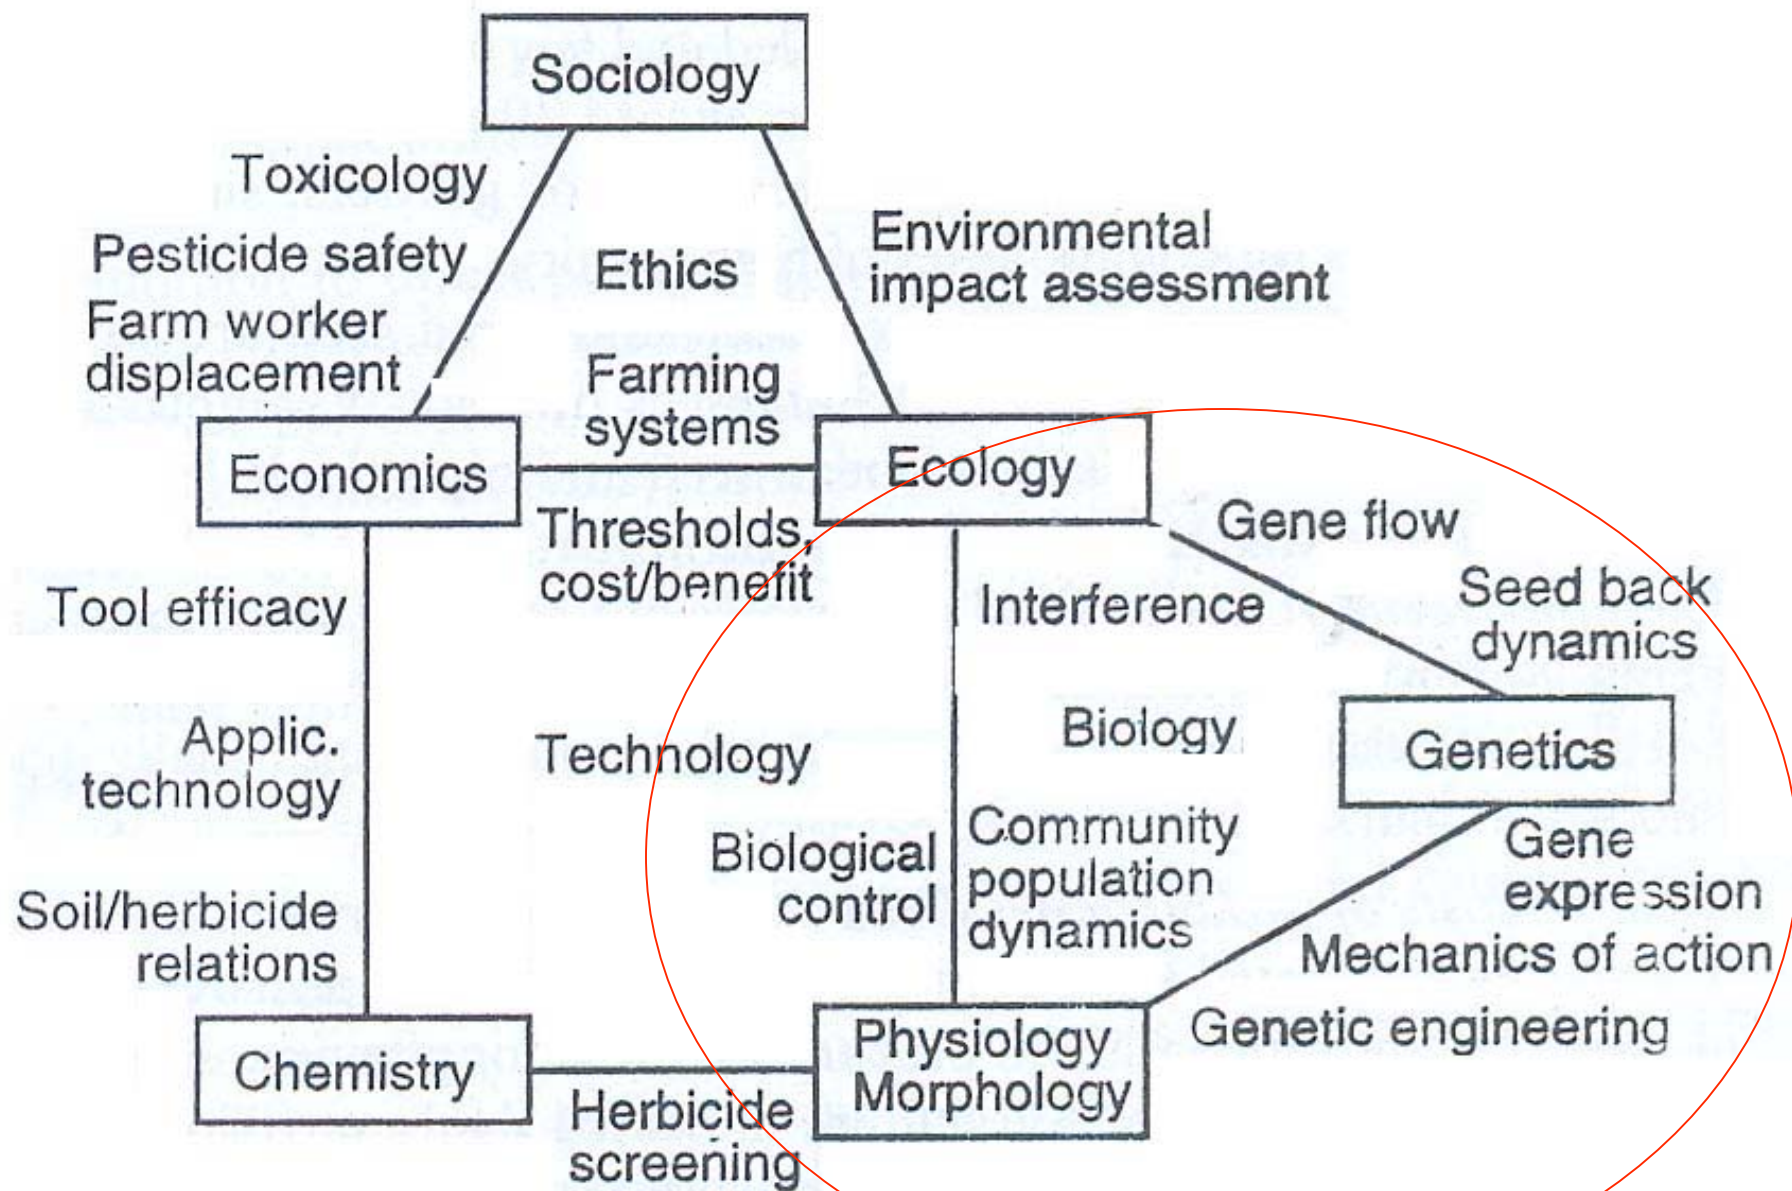 Sociology
Toxicology
Pesticide safety
Farm worker
displacement
Ethics
Environmental
impact assessment
Farming
systems
Economics
Ecology
Thresholds,
cost/benefit
Gene flow
Tool efficacy
Interference
Seed back
dynamics
Applic.
technology
Technology
Biology
Genetics
Biological
control
Community
population
dynamics
Gene
expression
Soil/herbicide
relations
Mechanics of action
Genetic engineering
Chemistry
Physiology
Morphology
Herbicide
screening